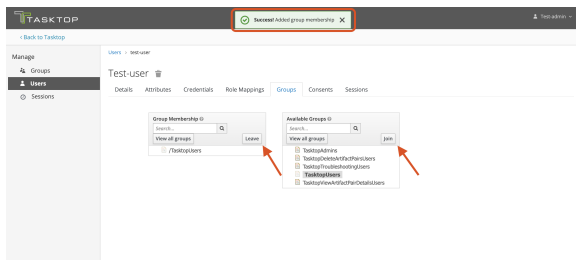 TASKTOP
Success! Added group membership
Test-admin
< Back to Tasktop
Manage
Groups
Users
Sessions
Users > test-user
Test-user
Details Attributes Credentials Role Mappings Groups Consents Sessions
Group Membership
Search...
View all groups Leave
/TasktopUsers
Available Groups
Search...
View all groups Join
TasktopAdmins
TasktopDeleteArtifactPairsUsers
TasktopTroubleshootingUsers
TasktopUsers
TasktopViewArtifactPairDetailsUsers